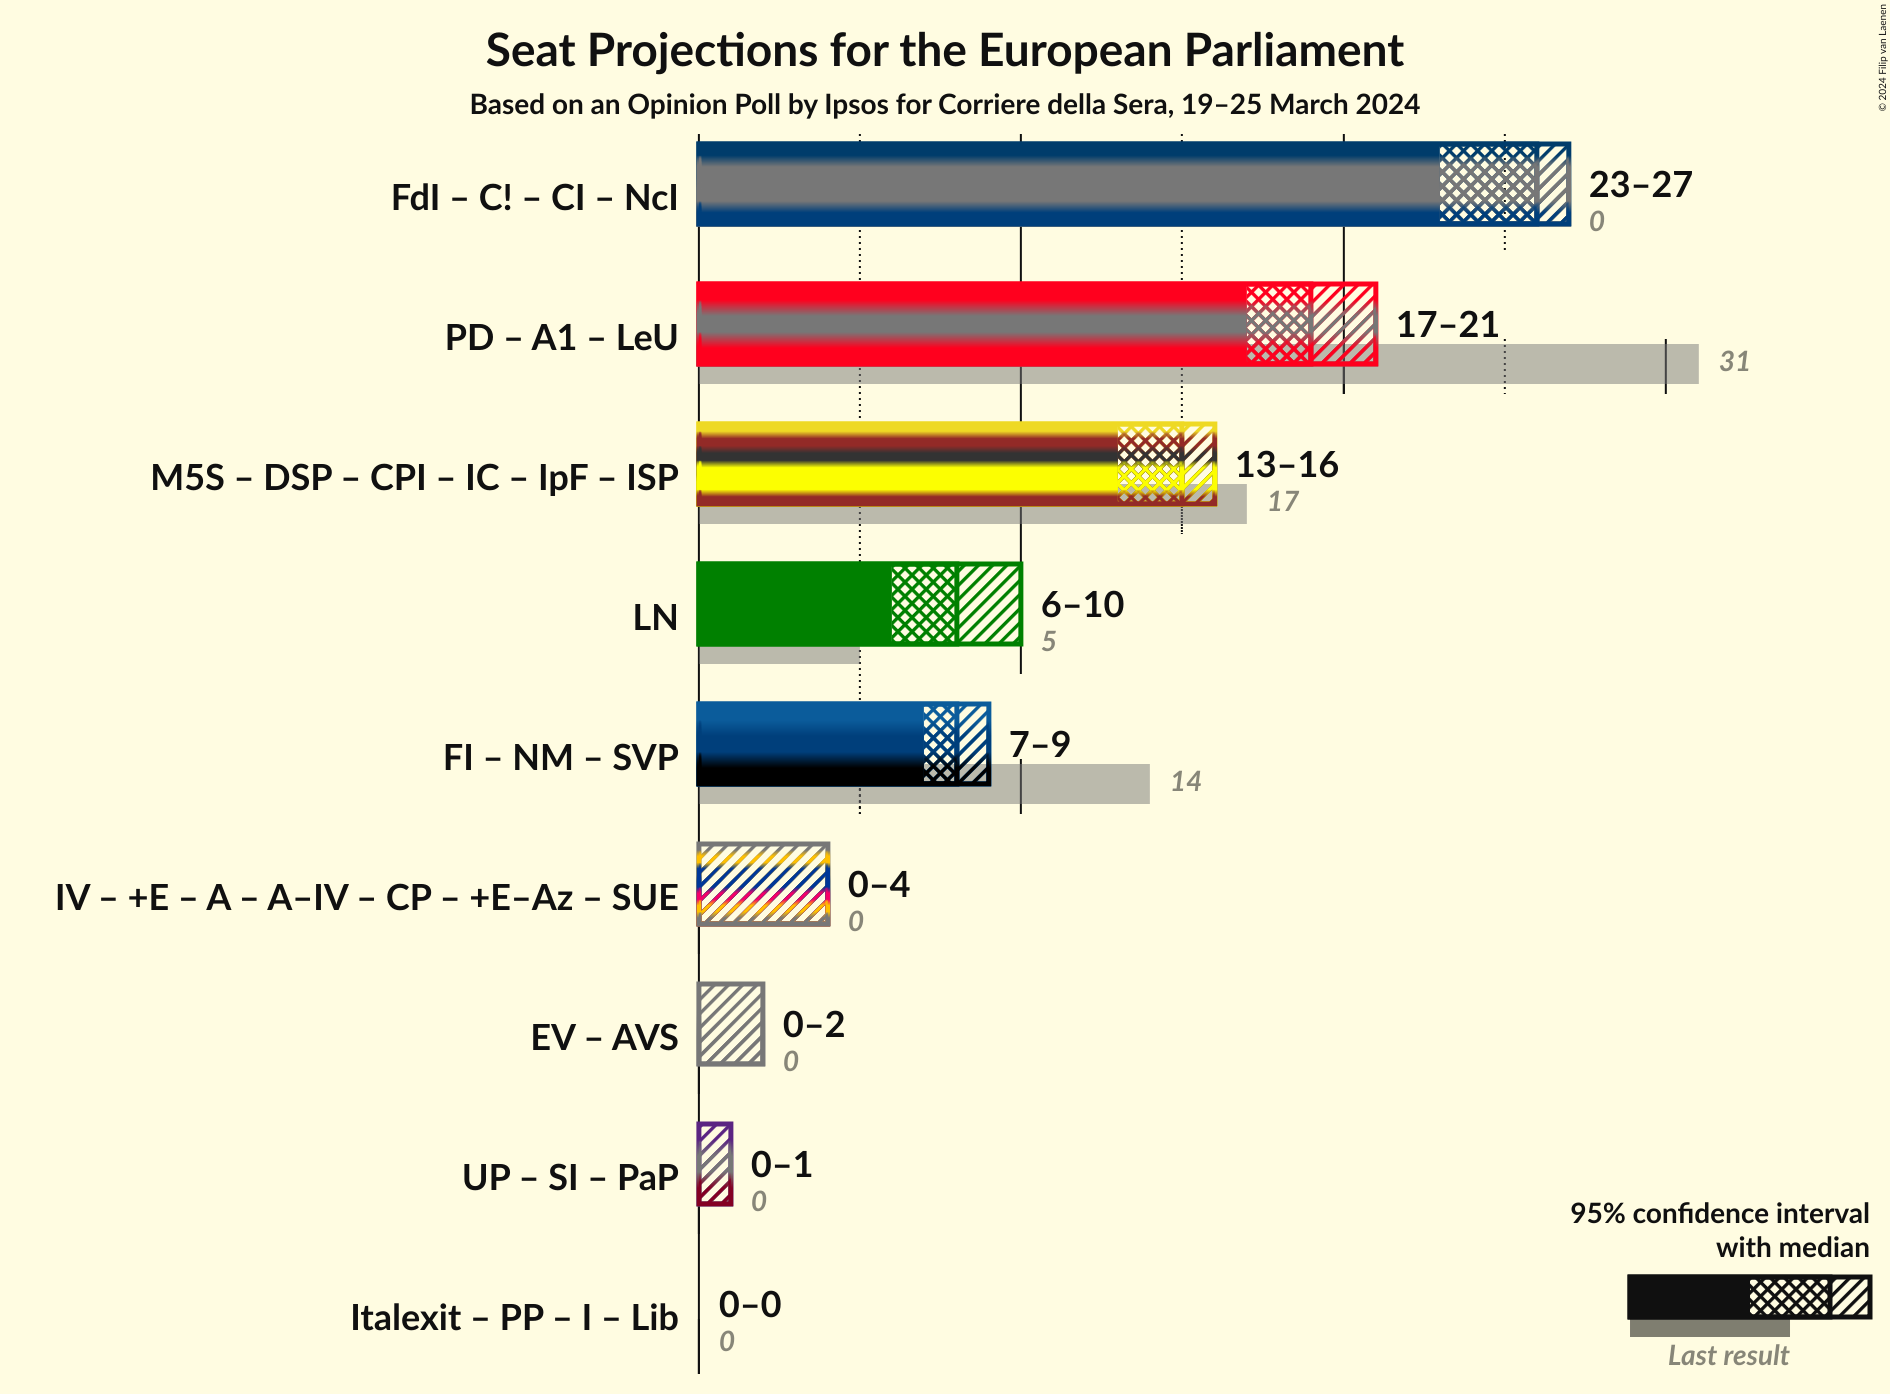 Seat Projections for the European Parliament
Based on an Opinion Poll by Ipsos for Corriere della Sera, 19–25 March 2024
© 2024 Filip van Laenen
FdI – C! – CI – NcI
23–27
0
PD – A1 – LeU
17–21
31
M5S – DSP – CPI – IC – IpF – ISP
13–16
17
LN
6–10
5
FI – NM – SVP
7–9
14
IV – +E – A – A–IV – CP – +E–Az – SUE
0–4
0
EV – AVS
0–2
0
UP – SI – PaP
0–1
0
Italexit – PP – I – Lib
0–0
0
95% confidence interval
with median
Last result